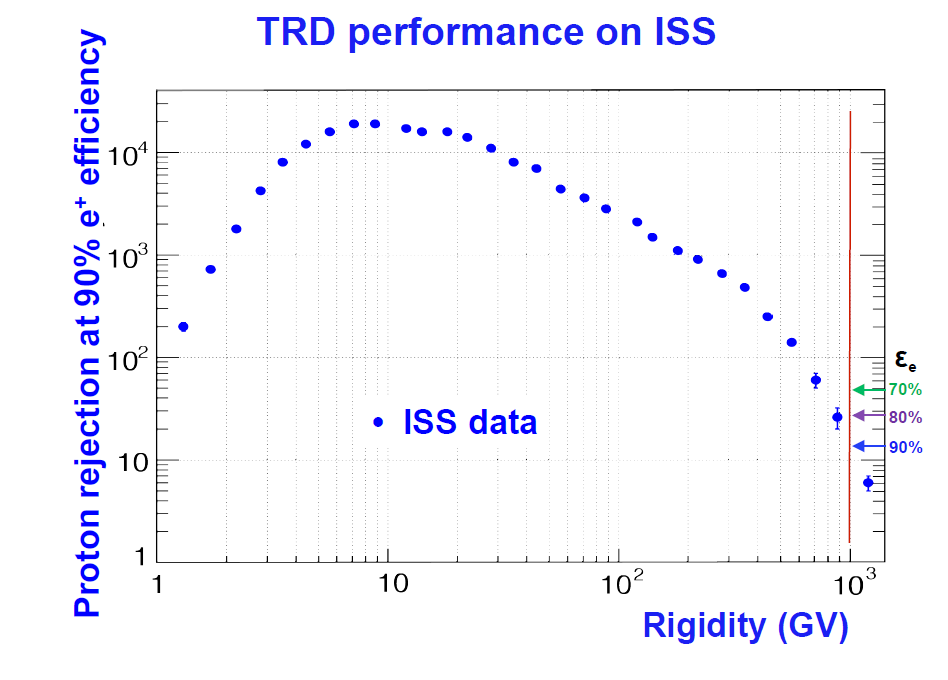 TRD performance on ISS
Proton rejection at 90% e⁺ efficiency
10⁴
10³
10²
10
1
ISS data
εₑ
70%
80%
90%
1
10
10²
10³
Rigidity (GV)